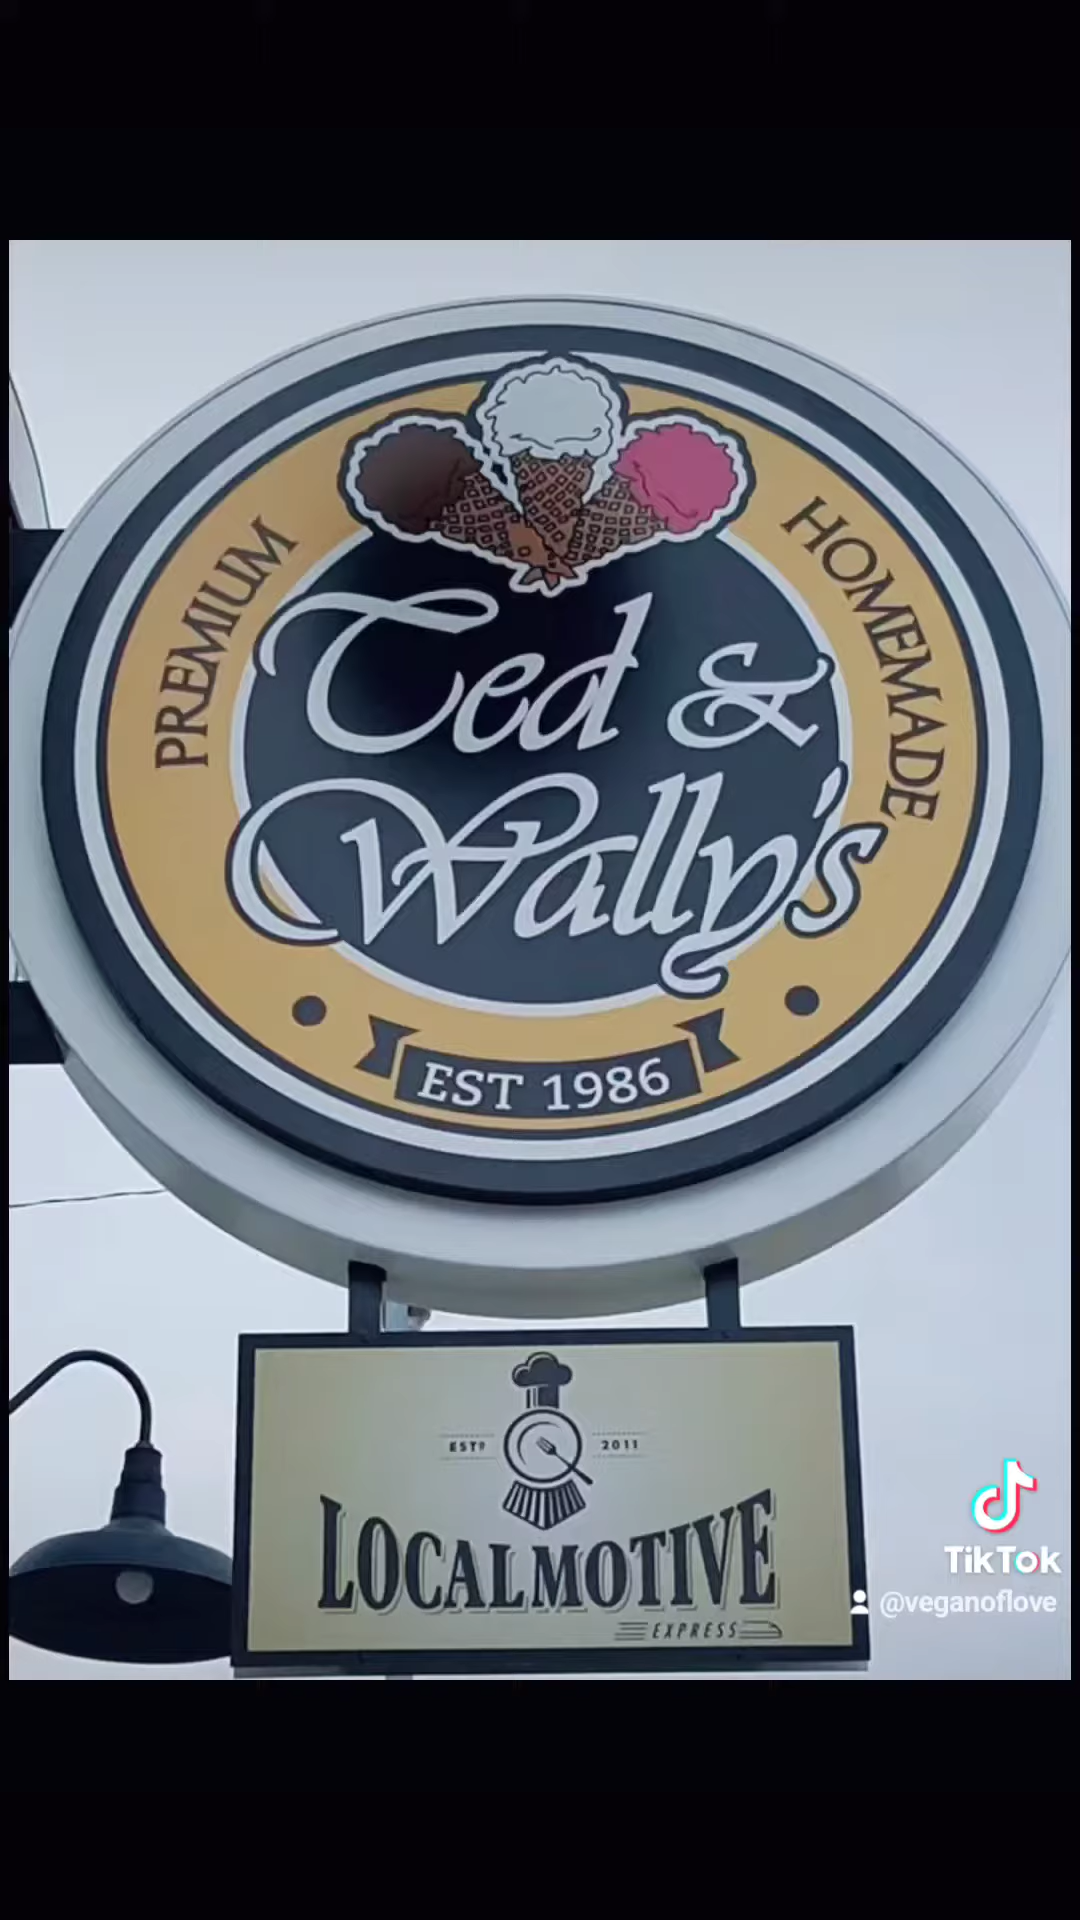 PREMIUM
HOMEMADE
Ted &
Wally's
EST 1986
ESTD 2011
LOCALMOTIVE
EXPRESS
TikTok
@veganoflove